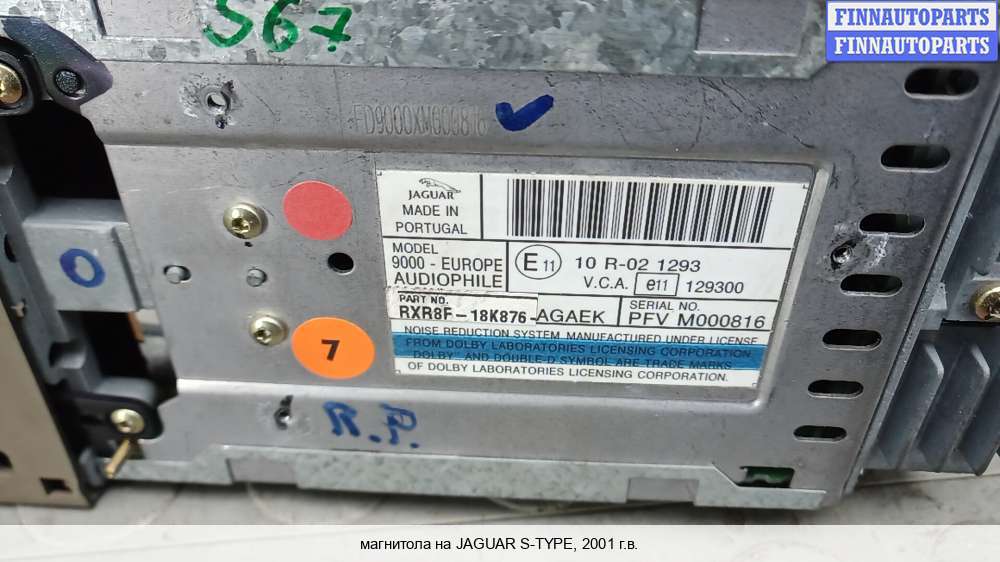 FINNAUTOPARTS
FINNAUTOPARTS
S67
FD9000XM000816
JAGUAR
MADE IN
PORTUGAL
MODEL
9000 - EUROPE
AUDIOPHILE
E 11 10 R-02 1293
V.C.A. e11 129300
PART NO.
RXR8F-18K876-AGAEK
SERIAL NO.
PFV M000816
NOISE REDUCTION SYSTEM MANUFACTURED UNDER LICENSE
FROM DOLBY LABORATORIES LICENSING CORPORATION.
DOLBY AND DOUBLE-D SYMBOL ARE TRADE MARKS
OF DOLBY LABORATORIES LICENSING CORPORATION.
O
7
R.P.
магнитола на JAGUAR S-TYPE, 2001 г.в.